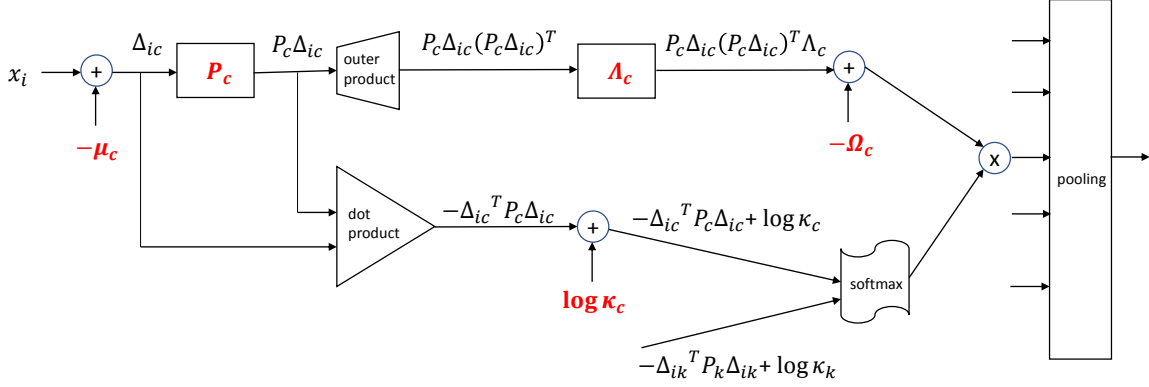 x_i
+
-μ_c
Δ_ic
P_c
P_cΔ_ic
outer
product
P_cΔ_ic(P_cΔ_ic)^T
Λ_c
P_cΔ_ic(P_cΔ_ic)^TΛ_c
+
-Ω_c
dot
product
-Δ_ic^T P_cΔ_ic
+
log κ_c
-Δ_ic^T P_cΔ_ic + log κ_c
-Δ_ik^T P_kΔ_ik + log κ_k
softmax
x
pooling